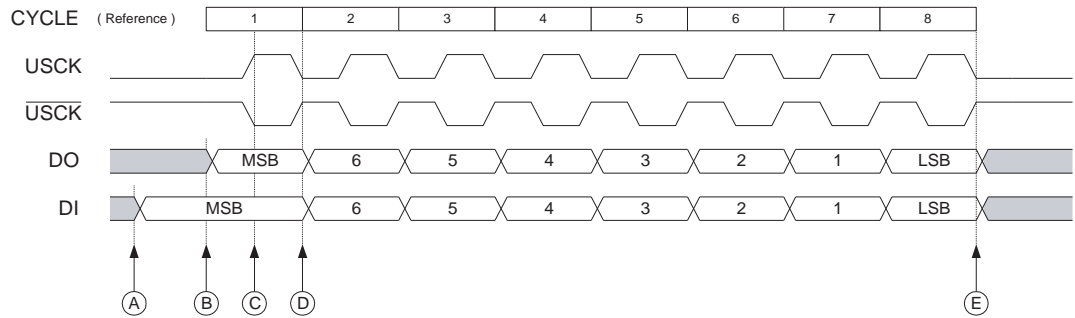 CYCLE ( Reference ) 1 2 3 4 5 6 7 8
USCK
USCK
DO MSB 6 5 4 3 2 1 LSB
DI MSB 6 5 4 3 2 1 LSB
A B C D E